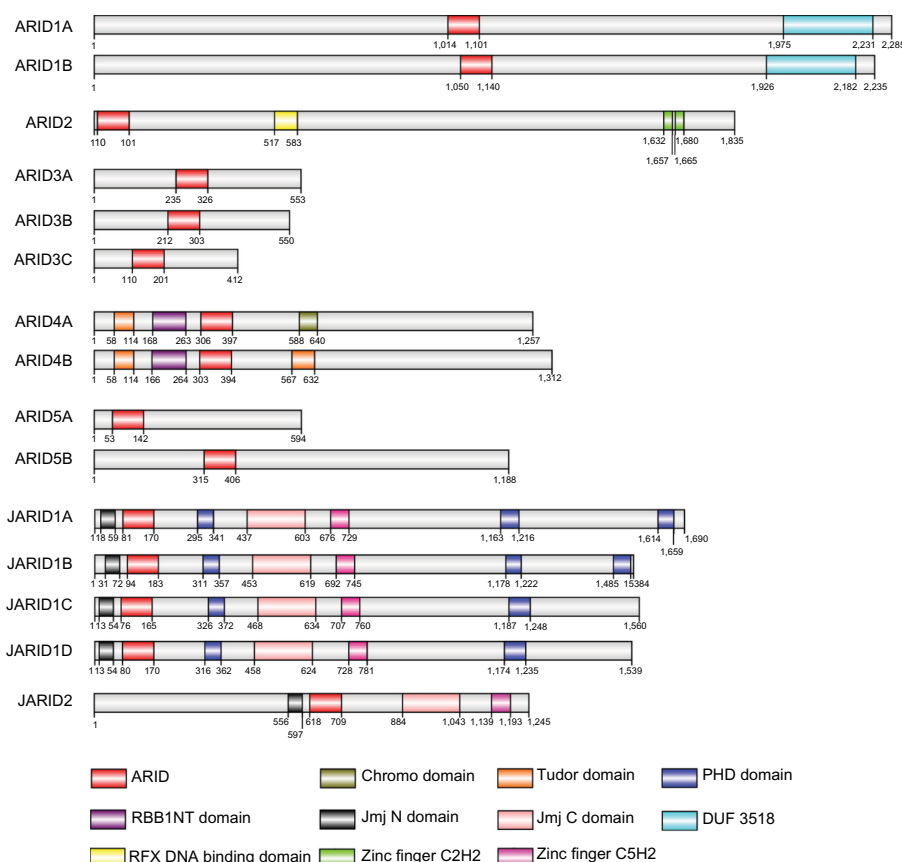 ARID1A
1 1,014 1,101 1,975 2,231 2,285
ARID1B
1 1,050 1,140 1,926 2,182 2,235
ARID2
110 101 517 583 1,632 1,680 1,835
1,657 1,665
ARID3A
1 235 326 553
ARID3B
1 212 303 550
ARID3C
1 110 201 412
ARID4A
1 58 114 168 263 306 397 588 640 1,257
ARID4B
1 58 114 166 264 303 394 567 632 1,312
ARID5A
1 53 142 594
ARID5B
315 406 1,188
JARID1A
118 59 81 170 295 341 437 603 676 729 1,163 1,216 1,614 1,690
1,659
JARID1B
1 31 72 94 183 311 357 453 619 692 745 1,178 1,222 1,485 15384
JARID1C
113 5476 165 326 372 468 634 707 760 1,187 1,248 1,560
JARID1D
113 54 80 170 316 362 458 624 728 781 1,174 1,235 1,539
JARID2
1 556 618 709 884 1,043 1,139 1,193 1,245
597
ARID Chromo domain Tudor domain PHD domain
RBB1NT domain Jmj N domain Jmj C domain DUF 3518
RFX DNA binding domain Zinc finger C2H2 Zinc finger C5H2